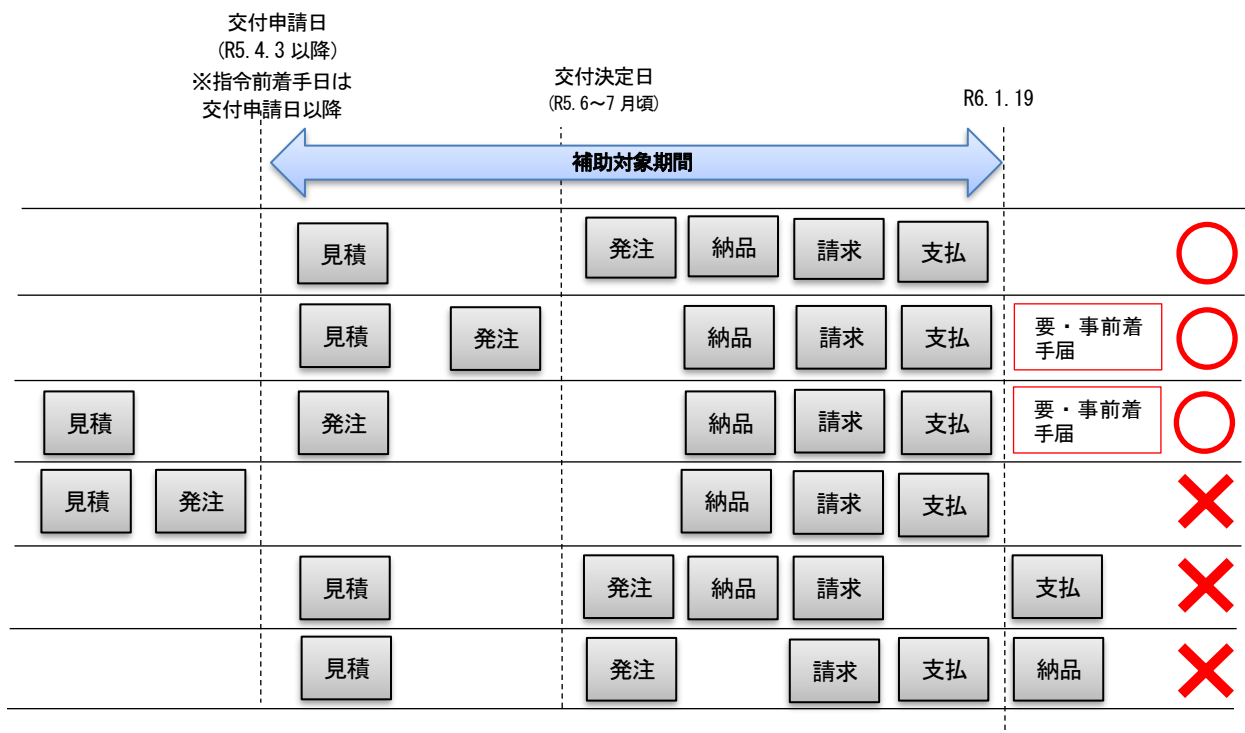 交付申請日
(R5.4.3 以降)
※指令前着手日は
交付申請日以降
交付決定日
(R5.6～7 月頃)
R6.1.19
補助対象期間
見積 発注 納品 請求 支払
見積 発注 納品 請求 支払 要・事前着
手届
見積 発注 納品 請求 支払 要・事前着
手届
見積 発注 納品 請求 支払
見積 発注 納品 請求 支払
見積 発注 請求 支払 納品